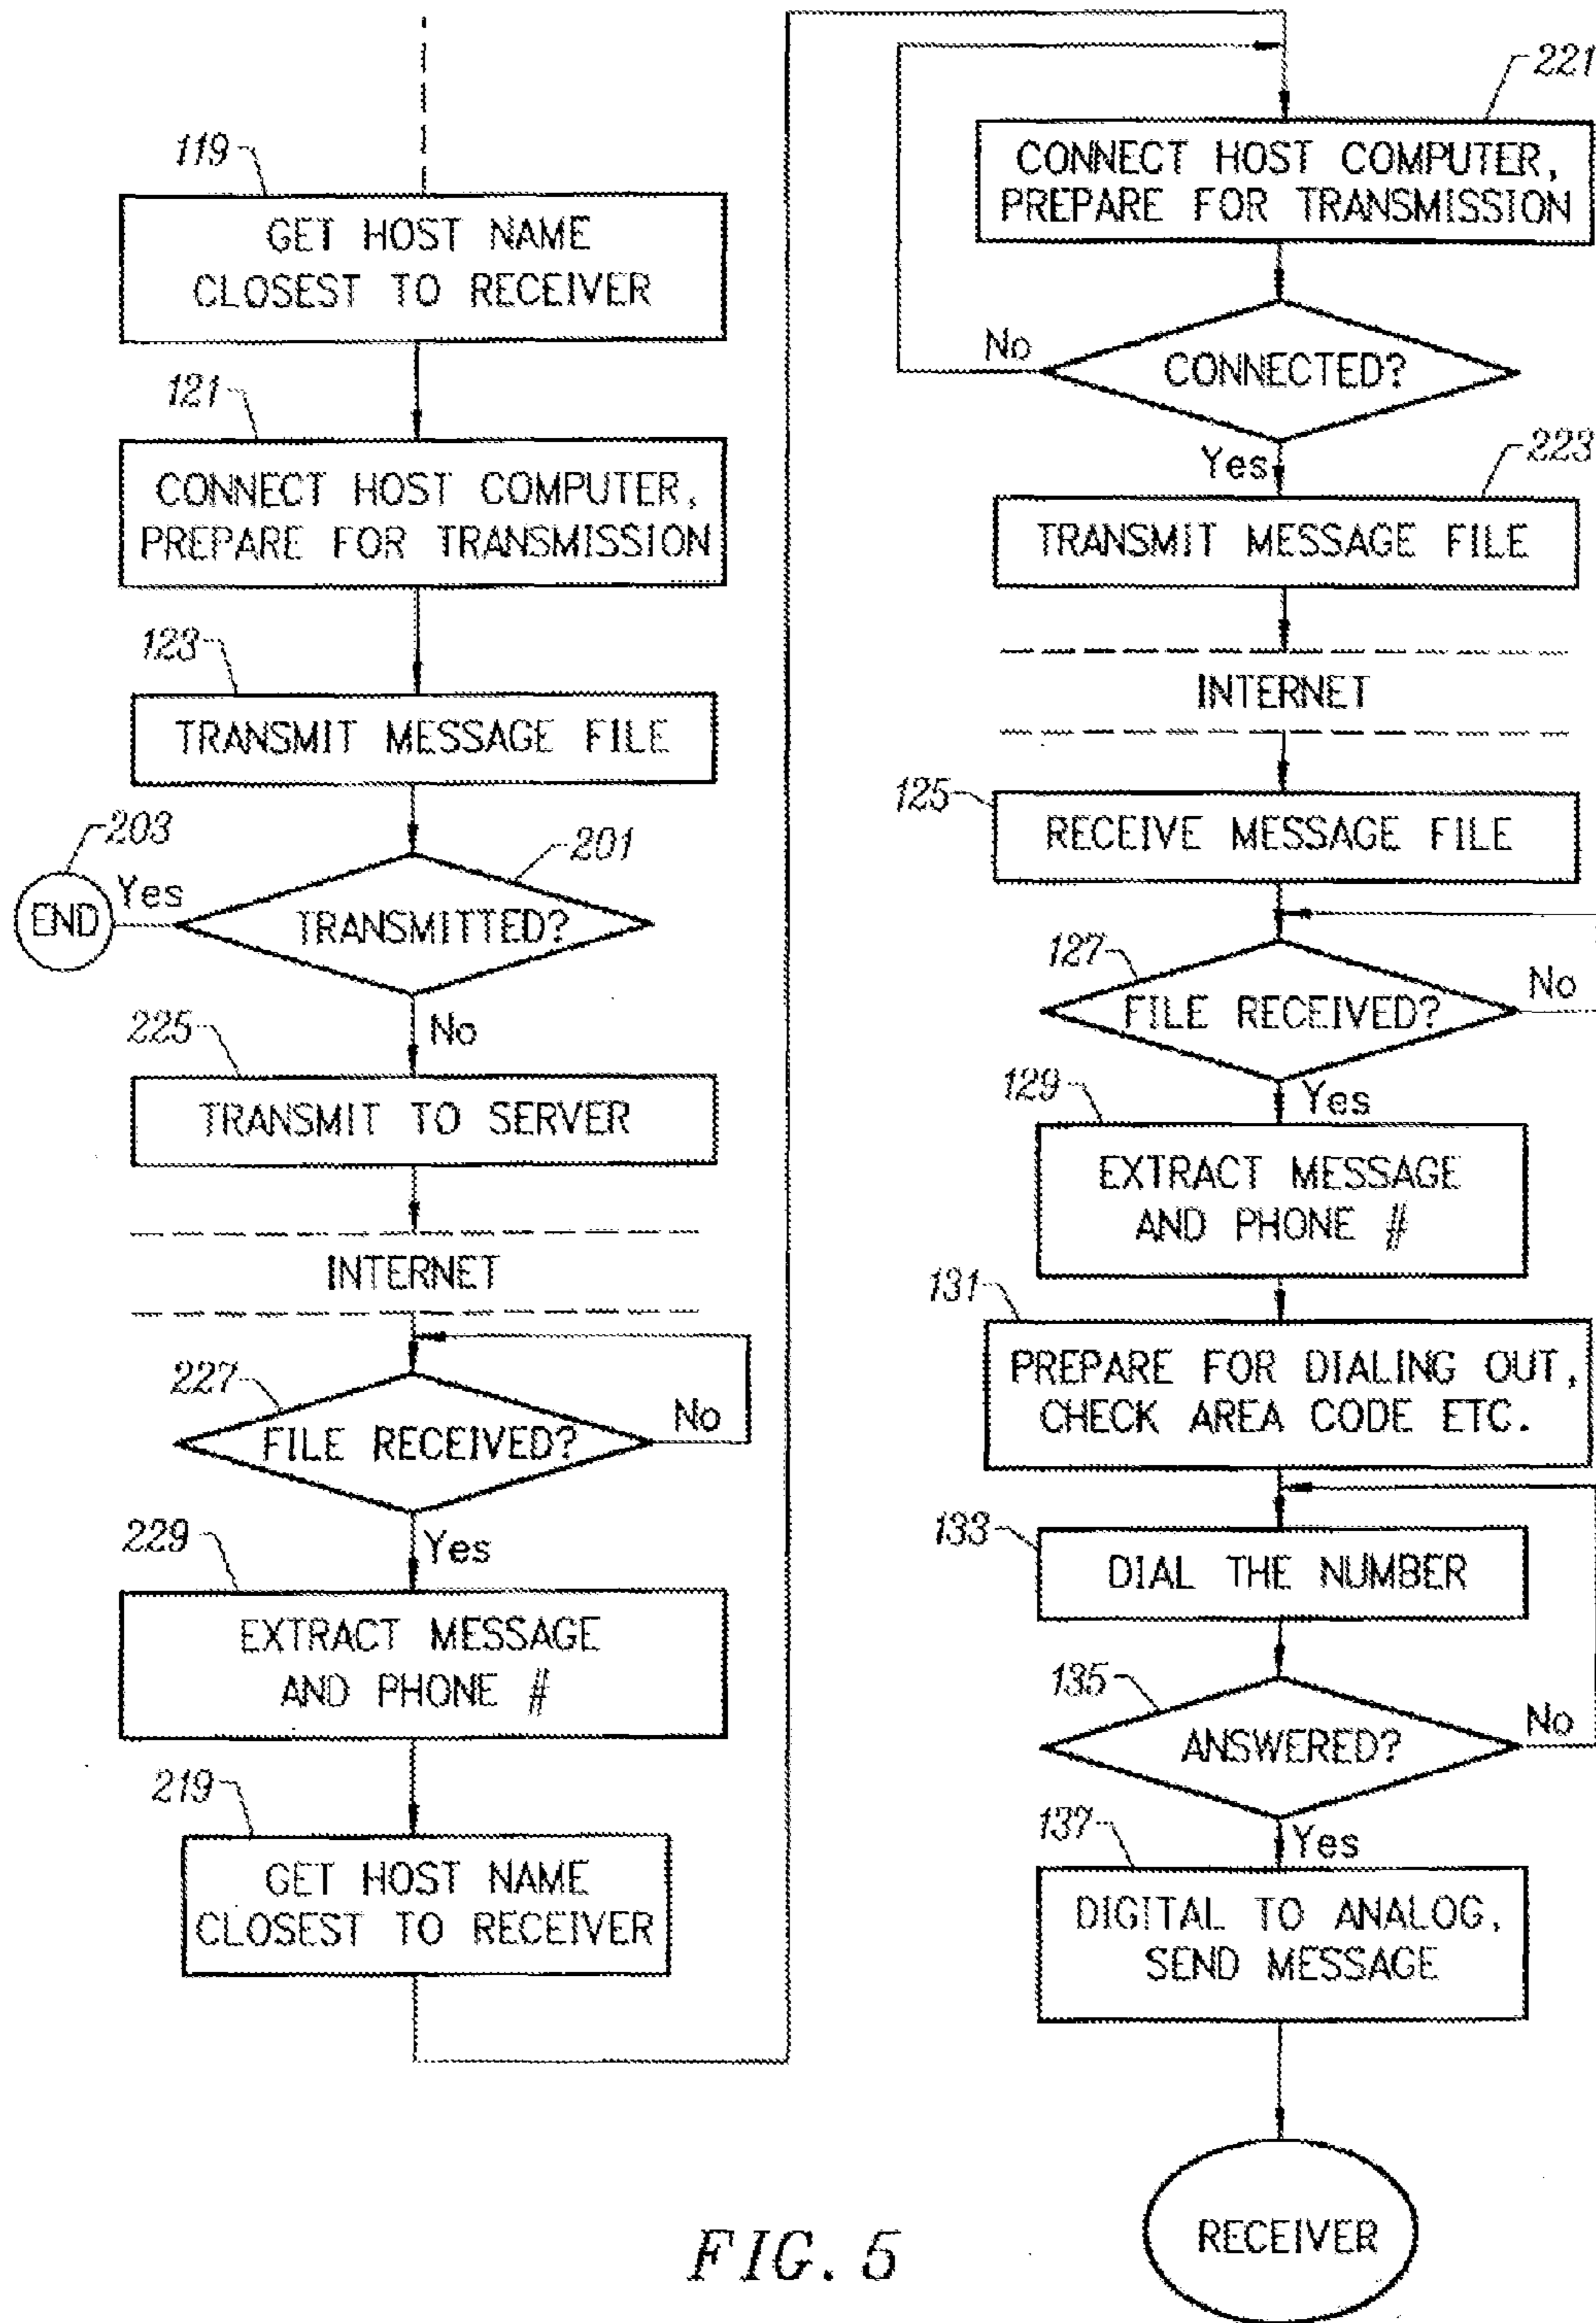 119
GET HOST NAME
CLOSEST TO RECEIVER
121
CONNECT HOST COMPUTER,
PREPARE FOR TRANSMISSION
123
TRANSMIT MESSAGE FILE
203
END
Yes
201
TRANSMITTED?
No
225
TRANSMIT TO SERVER
INTERNET
227
FILE RECEIVED?
No
Yes
229
EXTRACT MESSAGE
AND PHONE #
219
GET HOST NAME
CLOSEST TO RECEIVER
221
CONNECT HOST COMPUTER,
PREPARE FOR TRANSMISSION
No
CONNECTED?
Yes
223
TRANSMIT MESSAGE FILE
INTERNET
125
RECEIVE MESSAGE FILE
127
FILE RECEIVED?
No
129
Yes
EXTRACT MESSAGE
AND PHONE #
131
PREPARE FOR DIALING OUT,
CHECK AREA CODE ETC.
133
DIAL THE NUMBER
135
ANSWERED?
No
137
Yes
DIGITAL TO ANALOG,
SEND MESSAGE
RECEIVER
FIG. 5